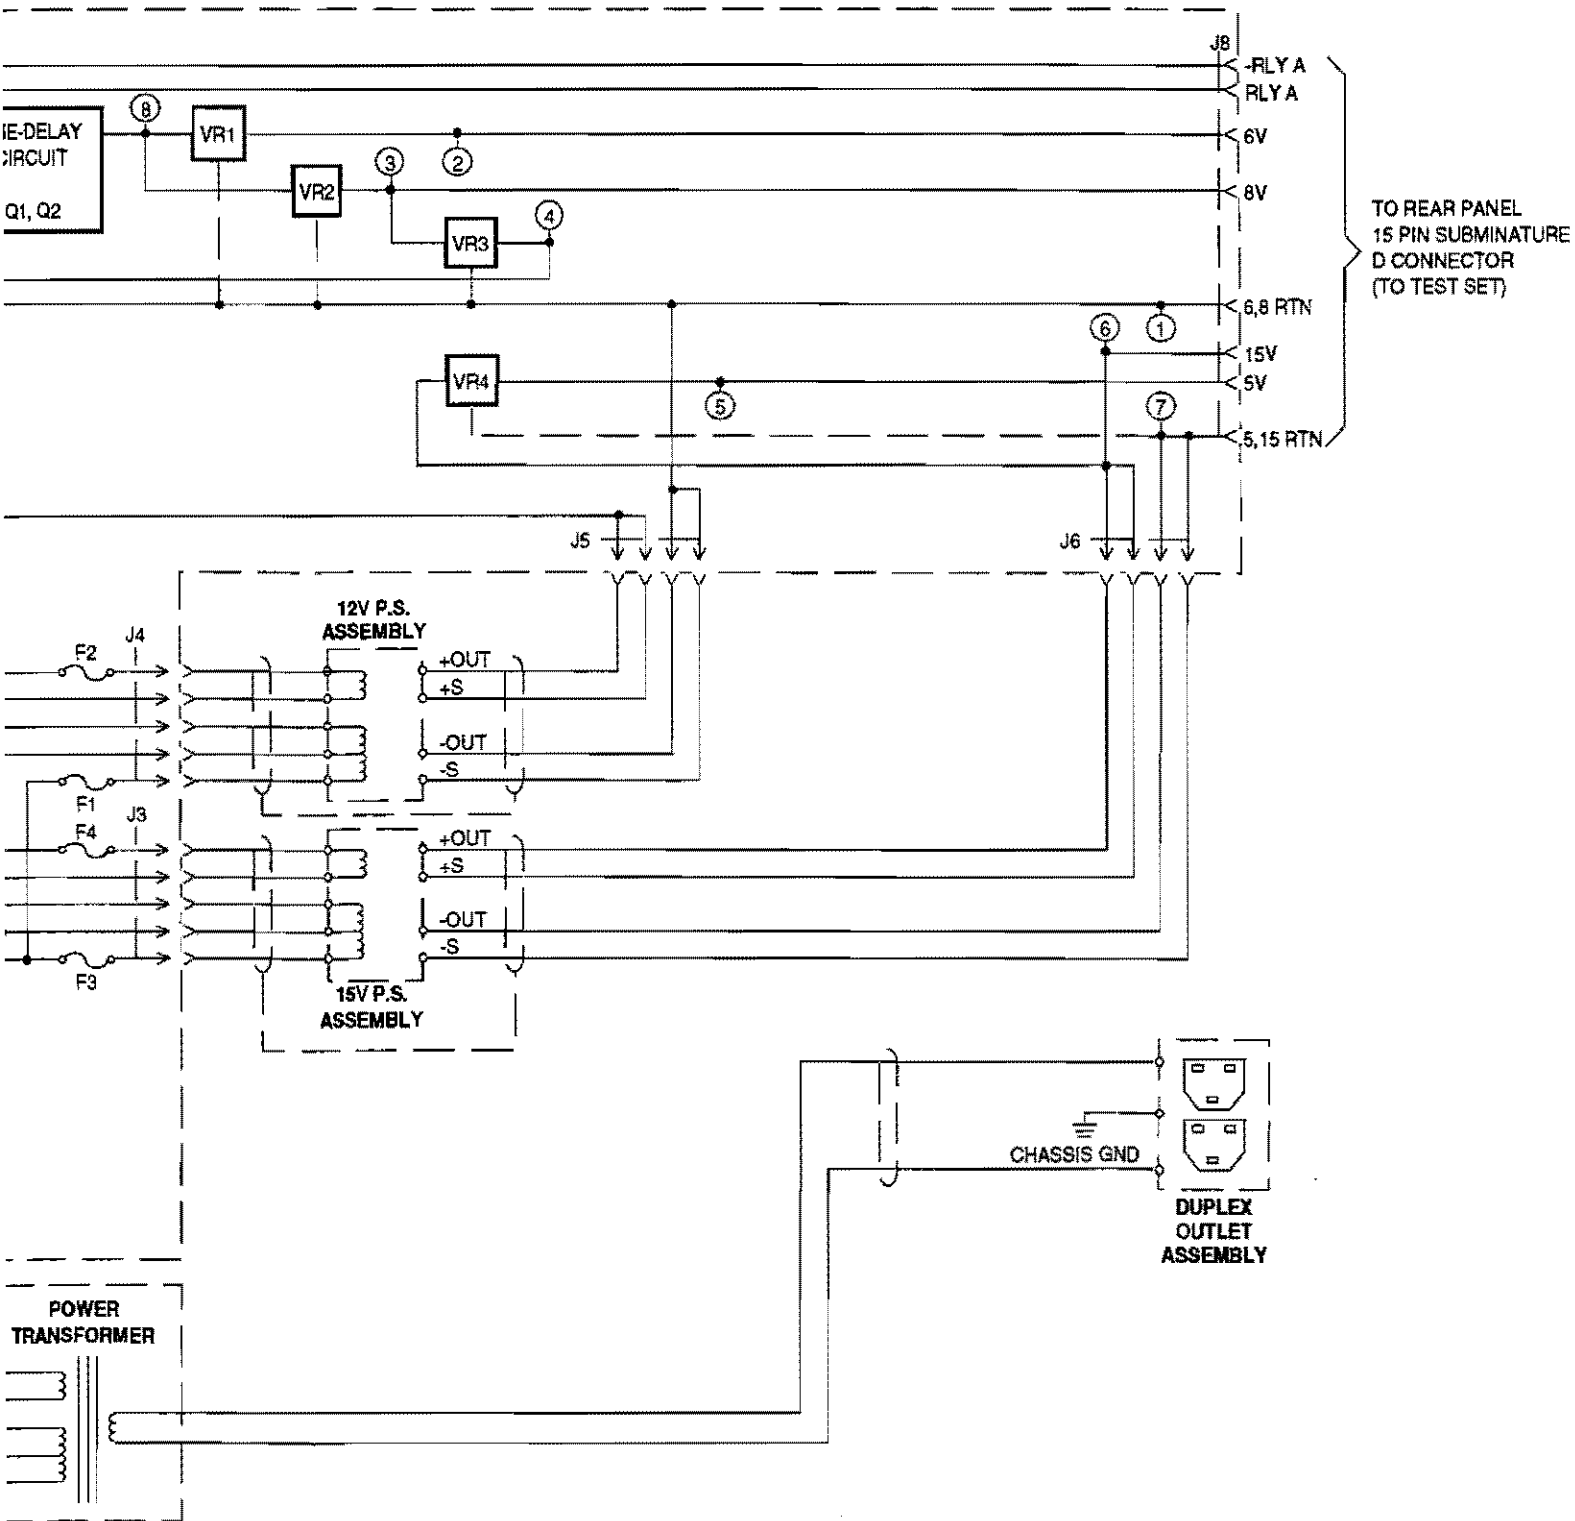 J8
-RLY A
RLY A
8
IE-DELAY
CIRCUIT
Q1, Q2
VR1
2
6V
3
VR2
8V
4
VR3
TO REAR PANEL
15 PIN SUBMINATURE
D CONNECTOR
(TO TEST SET)
6,8 RTN
1
6
15V
VR4
5V
5
7
5,15 RTN
J5
J6
12V P.S.
ASSEMBLY
J4
F2
+OUT
+S
-OUT
-S
F1
J3
F4
+OUT
+S
-OUT
-S
F3
15V P.S.
ASSEMBLY
CHASSIS GND
DUPLEX
OUTLET
ASSEMBLY
POWER
TRANSFORMER